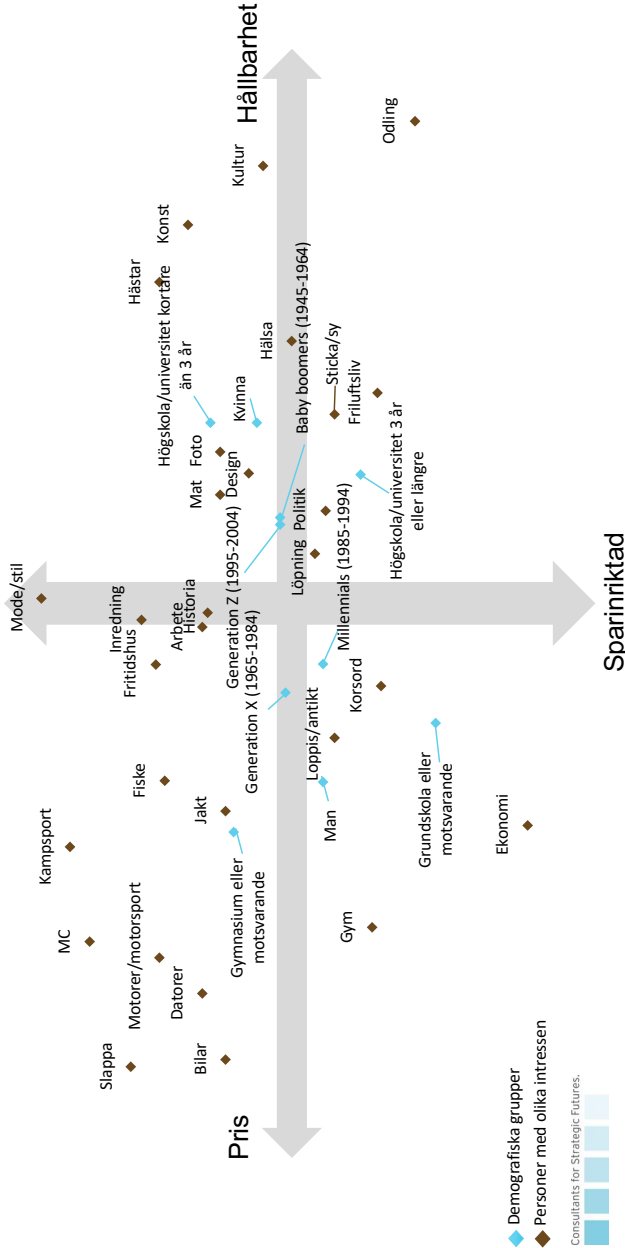 Mode/stil
Kampsport
MC
Inredning
Fritidshus
Hästar
Högskola/universitet kortare
än 3 år
Konst
Hållbarhet
Slappa
Motorer/motorsport
Fiske
Arbete
Historia
Mat
Foto
Datorer
Jakt
Design
Kvinna
Kultur
Bilar
Gymnasium eller
motsvarande
Generation Z (1995-2004)
Generation X (1965-1984)
Pris
Hälsa
Baby boomers (1945-1964)
Löpning
Politik
Millennials (1985-1994)
Man
Loppis/antikt
Sticka/sy
Friluftsliv
Odling
Gym
Korsord
Högskola/universitet 3 år
eller längre
Grundskola eller
motsvarande
Ekonomi
Sparinriktad
Demografiska grupper
Personer med olika intressen
Consultants for Strategic Futures.